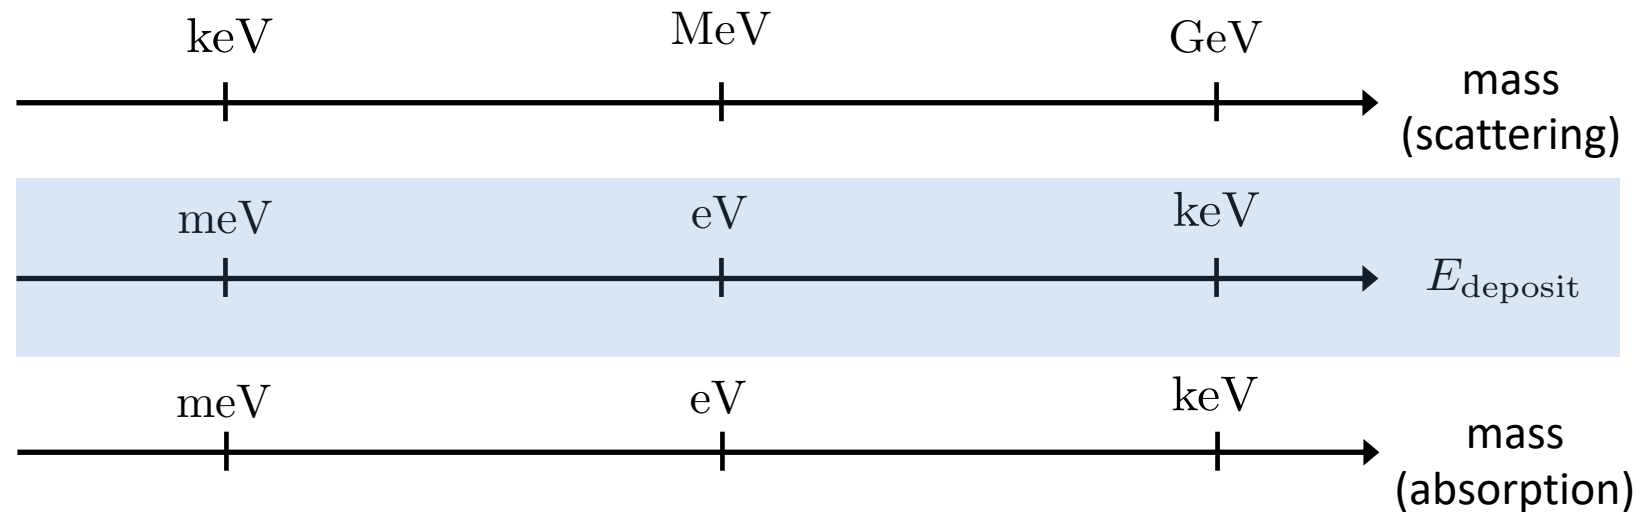 keV MeV GeV
mass
(scattering)
meV eV keV
E_deposit
meV eV keV
mass
(absorption)